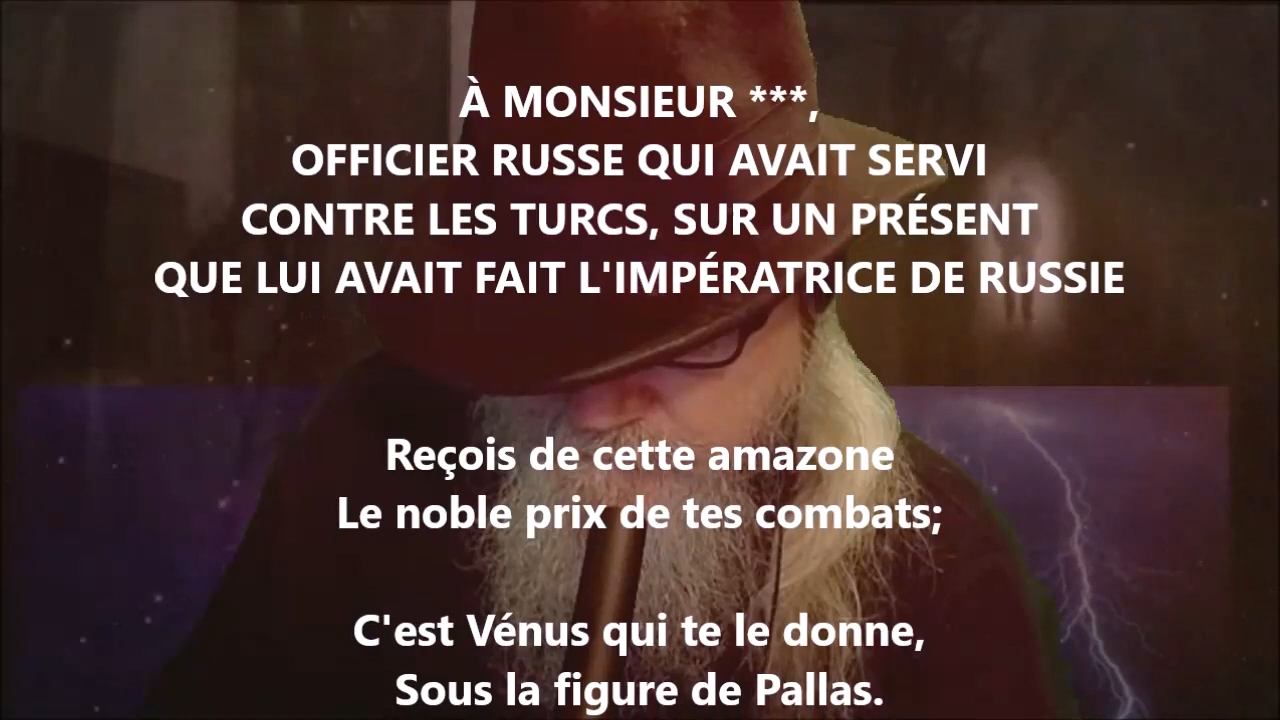 À MONSIEUR ***,
OFFICIER RUSSE QUI AVAIT SERVI
CONTRE LES TURCS, SUR UN PRÉSENT
QUE LUI AVAIT FAIT L'IMPÉRATRICE DE RUSSIE
Reçois de cette amazone
Le noble prix de tes combats;
C'est Vénus qui te le donne,
Sous la figure de Pallas.